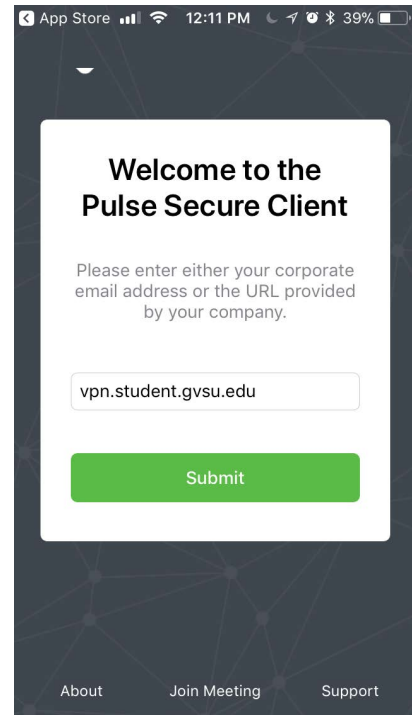 App Store 12:11 PM 39%
Welcome to the
Pulse Secure Client
Please enter either your corporate
email address or the URL provided
by your company.
vpn.student.gvsu.edu
Submit
About Join Meeting Support